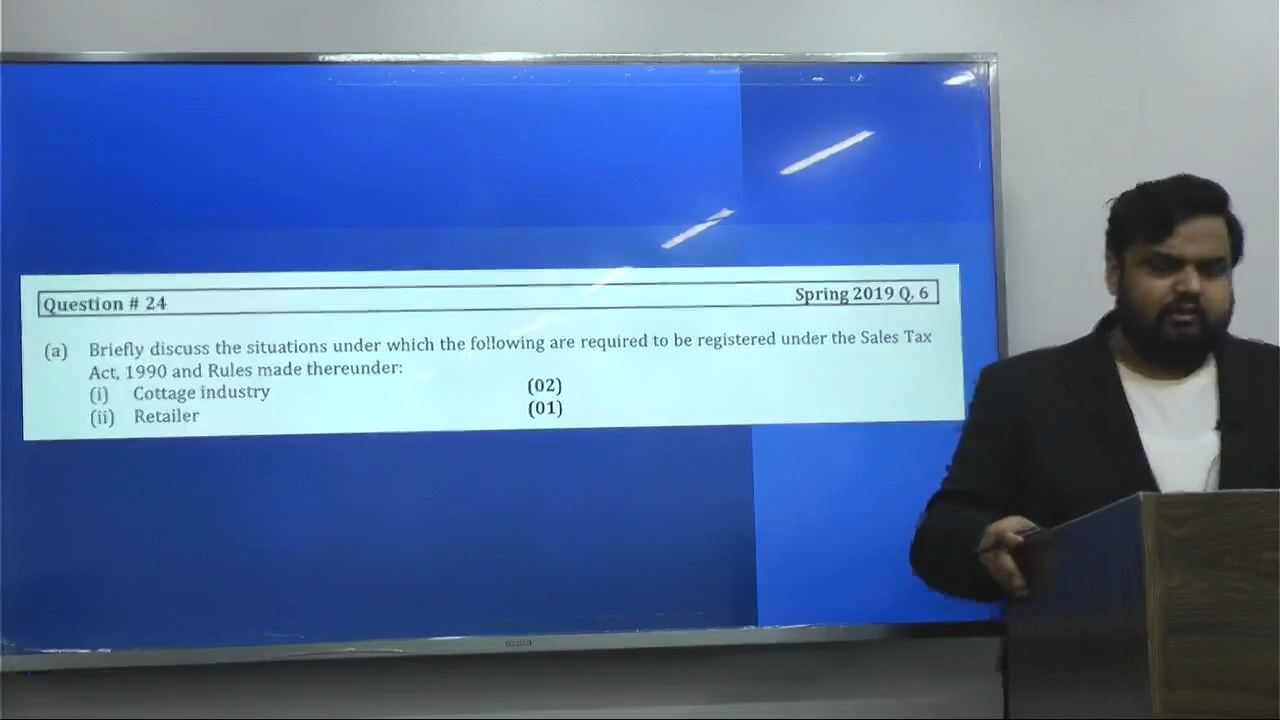 Question # 24 Spring 2019 Q. 6
(a) Briefly discuss the situations under which the following are required to be registered under the Sales Tax
Act, 1990 and Rules made thereunder:
(i) Cottage industry (02)
(ii) Retailer (01)